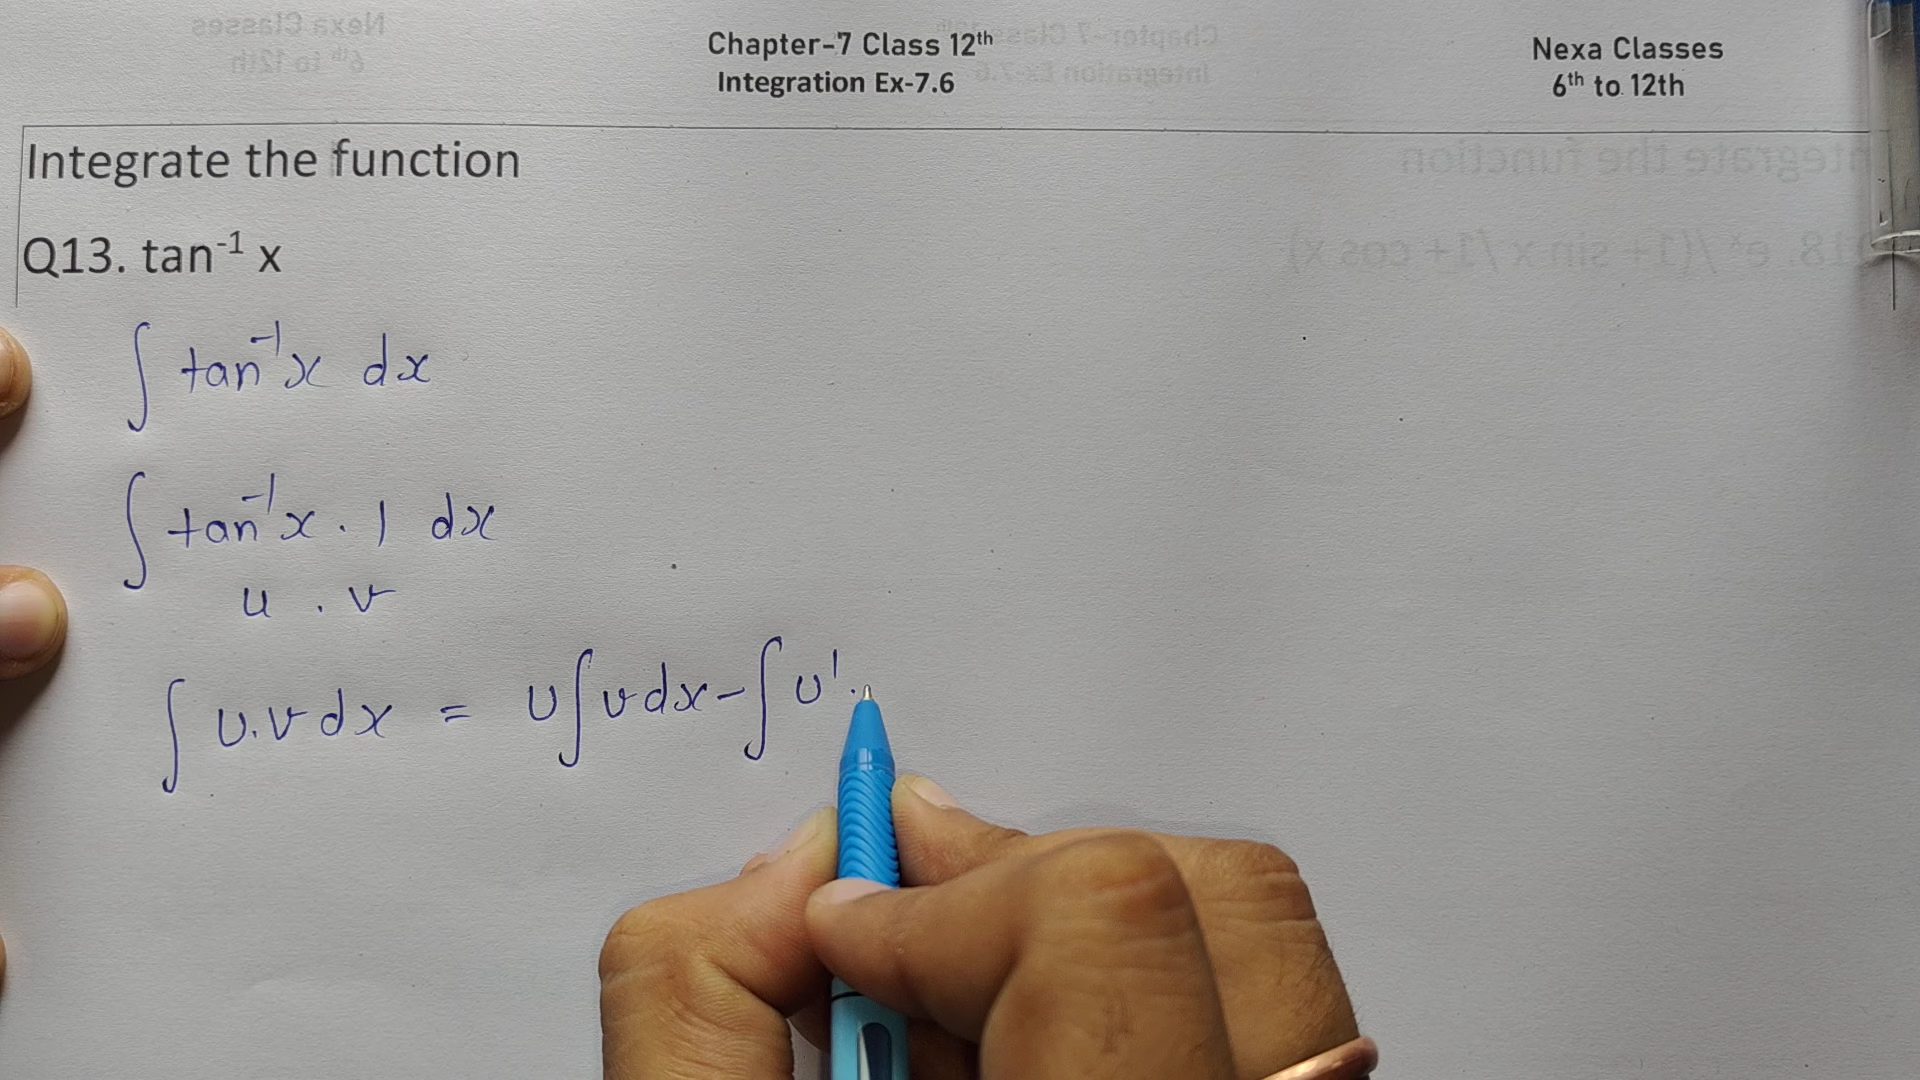 Chapter-7 Class 12th
Integration Ex-7.6
Nexa Classes
6th to 12th
Integrate the function
Q13. tan⁻¹ x
∫ tan⁻¹x dx
∫ tan⁻¹x . 1 dx
u . v
∫ u.v dx = u∫v dx - ∫ u' .